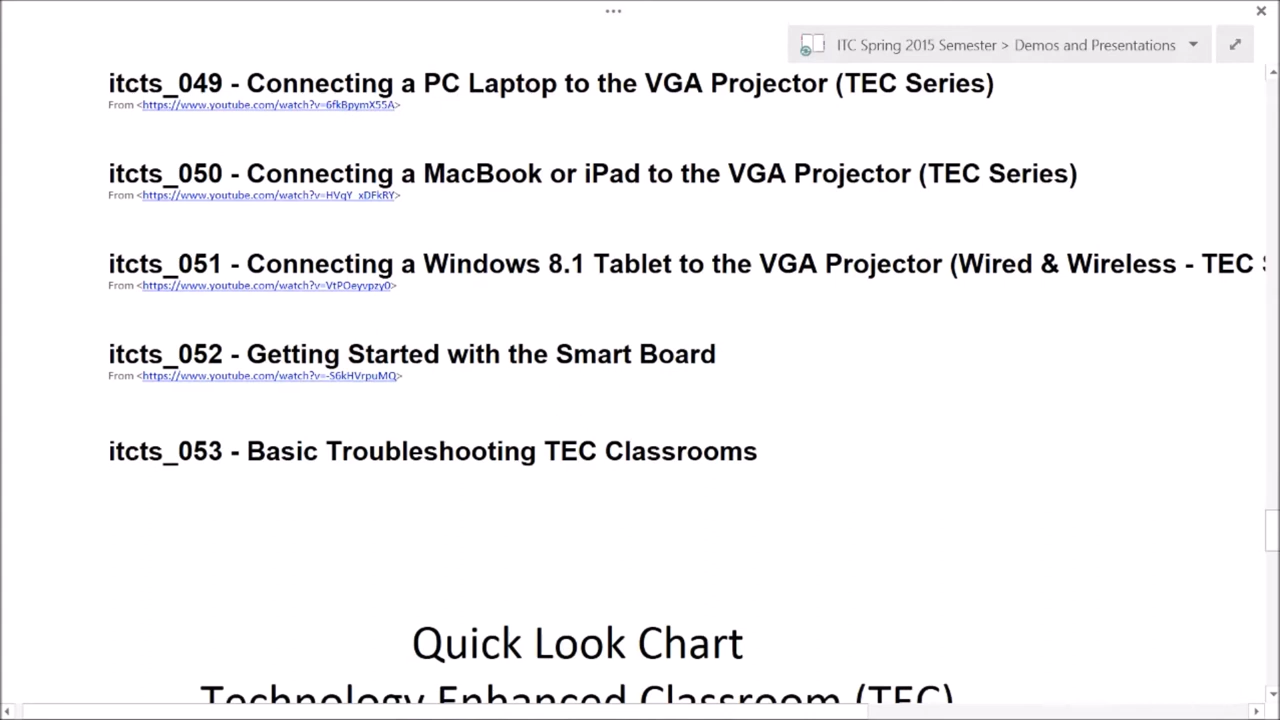 ITC Spring 2015 Semester > Demos and Presentations
itcts_049 - Connecting a PC Laptop to the VGA Projector (TEC Series)
From <https://www.youtube.com/watch?v=6fkBpymX55A>
itcts_050 - Connecting a MacBook or iPad to the VGA Projector (TEC Series)
From <https://www.youtube.com/watch?v=HVqY_xDFkRY>
itcts_051 - Connecting a Windows 8.1 Tablet to the VGA Projector (Wired & Wireless - TEC
From <https://www.youtube.com/watch?v=VtPOeyvpzy0>
itcts_052 - Getting Started with the Smart Board
From <https://www.youtube.com/watch?v=-S6kHVrpuMQ>
itcts_053 - Basic Troubleshooting TEC Classrooms
Quick Look Chart
Technology Enhanced Classroom (TEC)